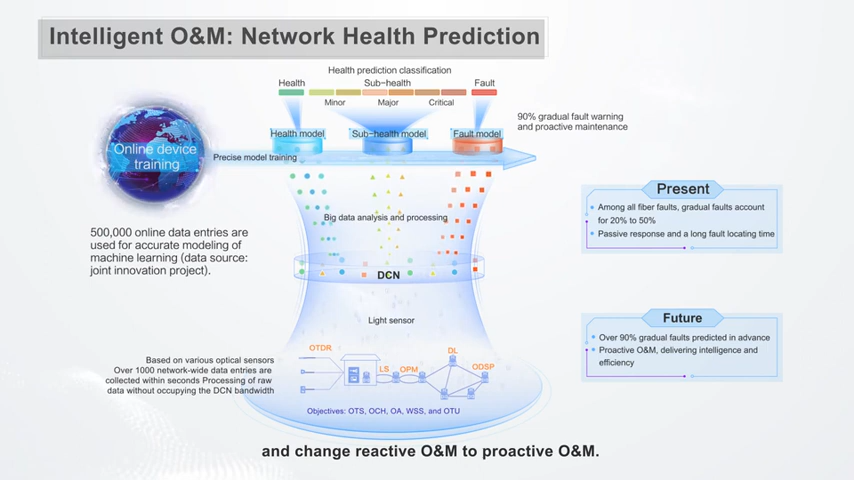 Intelligent O&M: Network Health Prediction
Health prediction classification
Health
Sub-health
Fault
Minor
Major
Critical
90% gradual fault warning
and proactive maintenance
Health model
Sub-health model
Fault model
Online device
training
Precise model training
500,000 online data entries are
used for accurate modeling of
machine learning (data source:
joint innovation project).
Big data analysis and processing
DCN
Light sensor
Present
Among all fiber faults, gradual faults account
for 20% to 50%
Passive response and a long fault locating time
Future
Over 90% gradual faults predicted in advance
Proactive O&M, delivering intelligence and
efficiency
Based on various optical sensors
Over 1000 network-wide data entries are
collected within seconds Processing of raw
data without occupying the DCN bandwidth
OTDR
LS
OPM
DL
ODSP
Objectives: OTS, OCH, OA, WSS, and OTU
and change reactive O&M to proactive O&M.